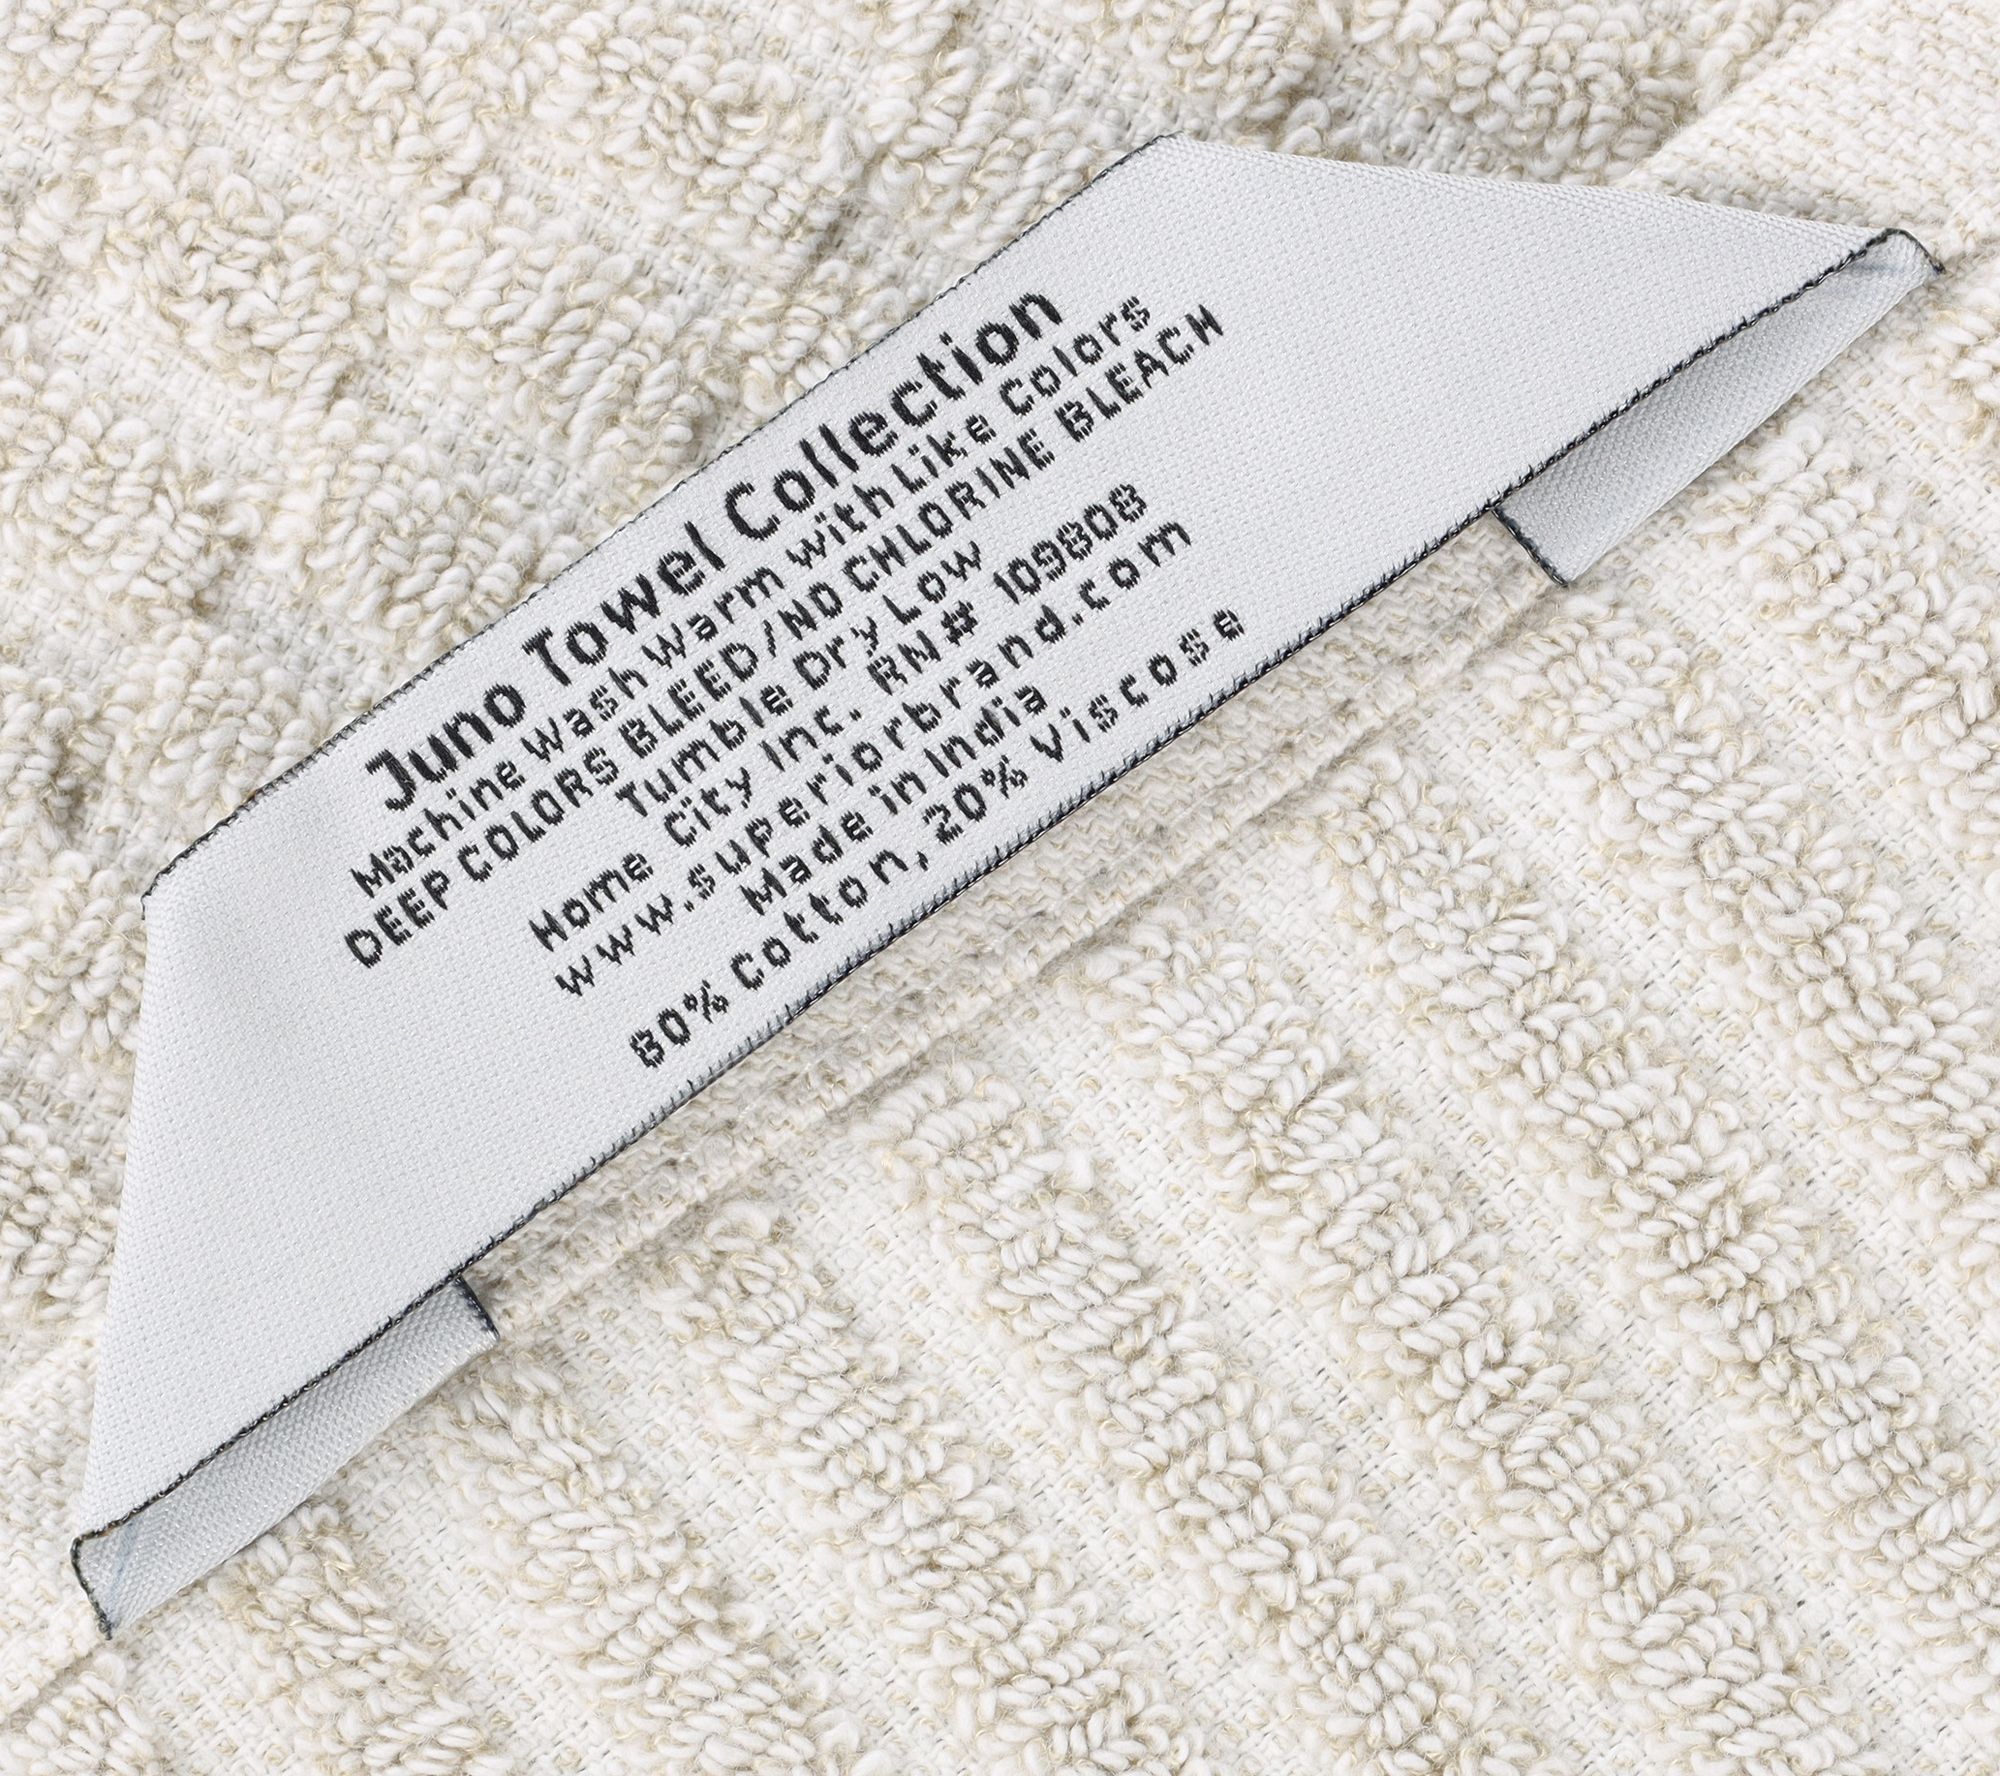 Juno Towel Collection
Machine Wash Warm with Like Colors
DEEP COLORS BLEED/NO CHLORINE BLEACH
Tumble Dry Low
Home City Inc. RN# 109808
www.superiorbrand.com
Made in India
80% Cotton, 20% Viscose